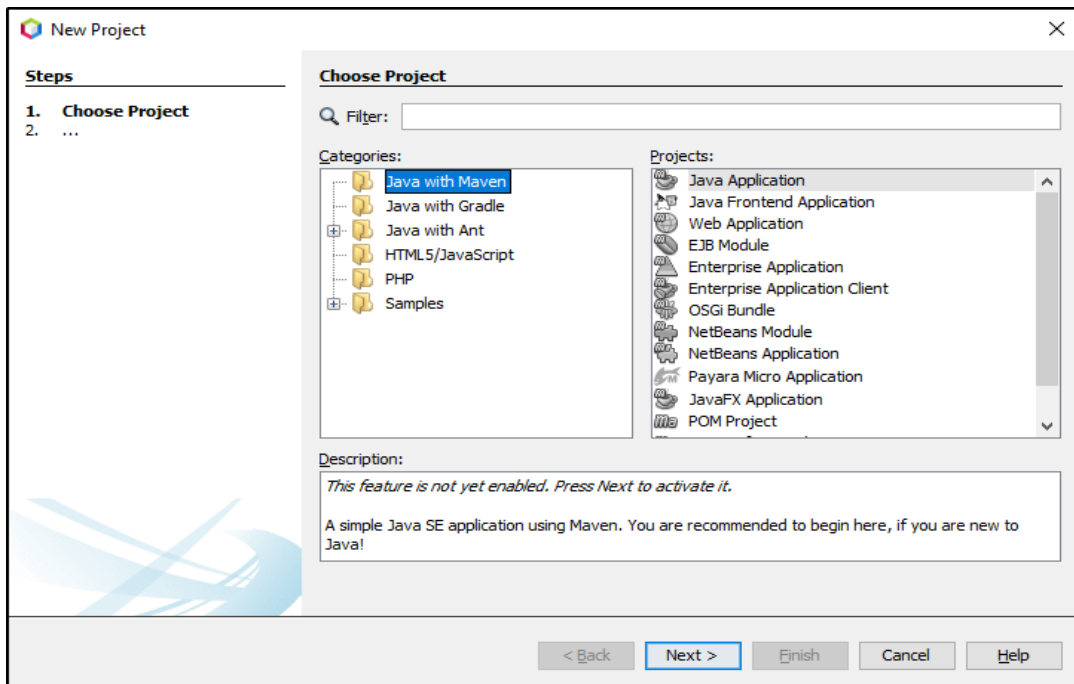 New Project
Steps
1. Choose Project
2. ...
Choose Project
Filter:
Categories:
Java with Maven
Java with Gradle
Java with Ant
HTML5/JavaScript
PHP
Samples
Projects:
Java Application
Java Frontend Application
Web Application
EJB Module
Enterprise Application
Enterprise Application Client
OSGi Bundle
NetBeans Module
NetBeans Application
Payara Micro Application
JavaFX Application
POM Project
Description:
This feature is not yet enabled. Press Next to activate it.
A simple Java SE application using Maven. You are recommended to begin here, if you are new to
Java!
< Back
Next >
Finish
Cancel
Help